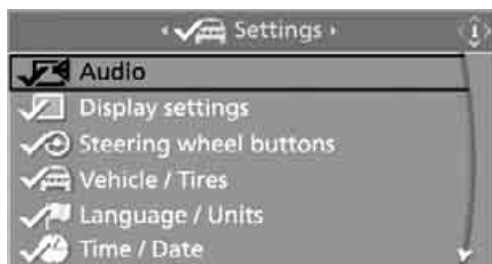 Settings
Audio
Display settings
Steering wheel buttons
Vehicle / Tires
Language / Units
Time / Date